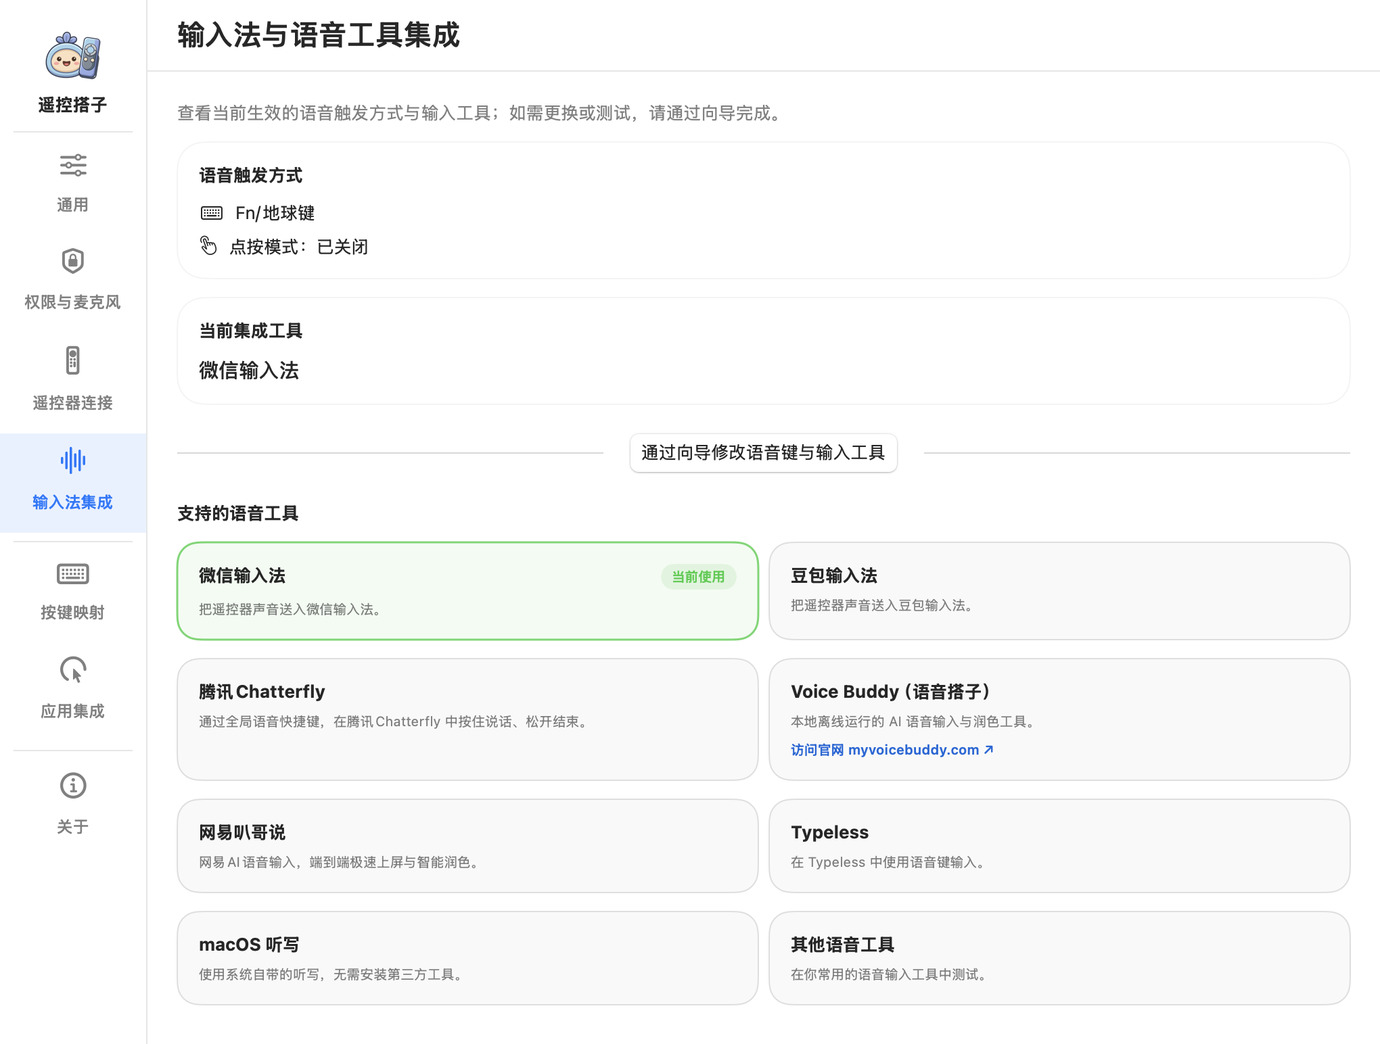 输入法与语音工具集成
遥控搭子
通用
权限与麦克风
遥控器连接
输入法集成
按键映射
应用集成
关于
查看当前生效的语音触发方式与输入工具；如需更换或测试，请通过向导完成。
语音触发方式
Fn/地球键
点按模式：已关闭
当前集成工具
微信输入法
通过向导修改语音键与输入工具
支持的语音工具
微信输入法
当前使用
把遥控器声音送入微信输入法。
豆包输入法
把遥控器声音送入豆包输入法。
腾讯 Chatterfly
通过全局语音快捷键，在腾讯 Chatterfly 中按住说话、松开结束。
Voice Buddy（语音搭子）
本地离线运行的 AI 语音输入与润色工具。
访问官网 myvoicebuddy.com ↗
网易叭哥说
网易 AI 语音输入，端到端极速上屏与智能润色。
Typeless
在 Typeless 中使用语音键输入。
macOS 听写
使用系统自带的听写，无需安装第三方工具。
其他语音工具
在你常用的语音输入工具中测试。